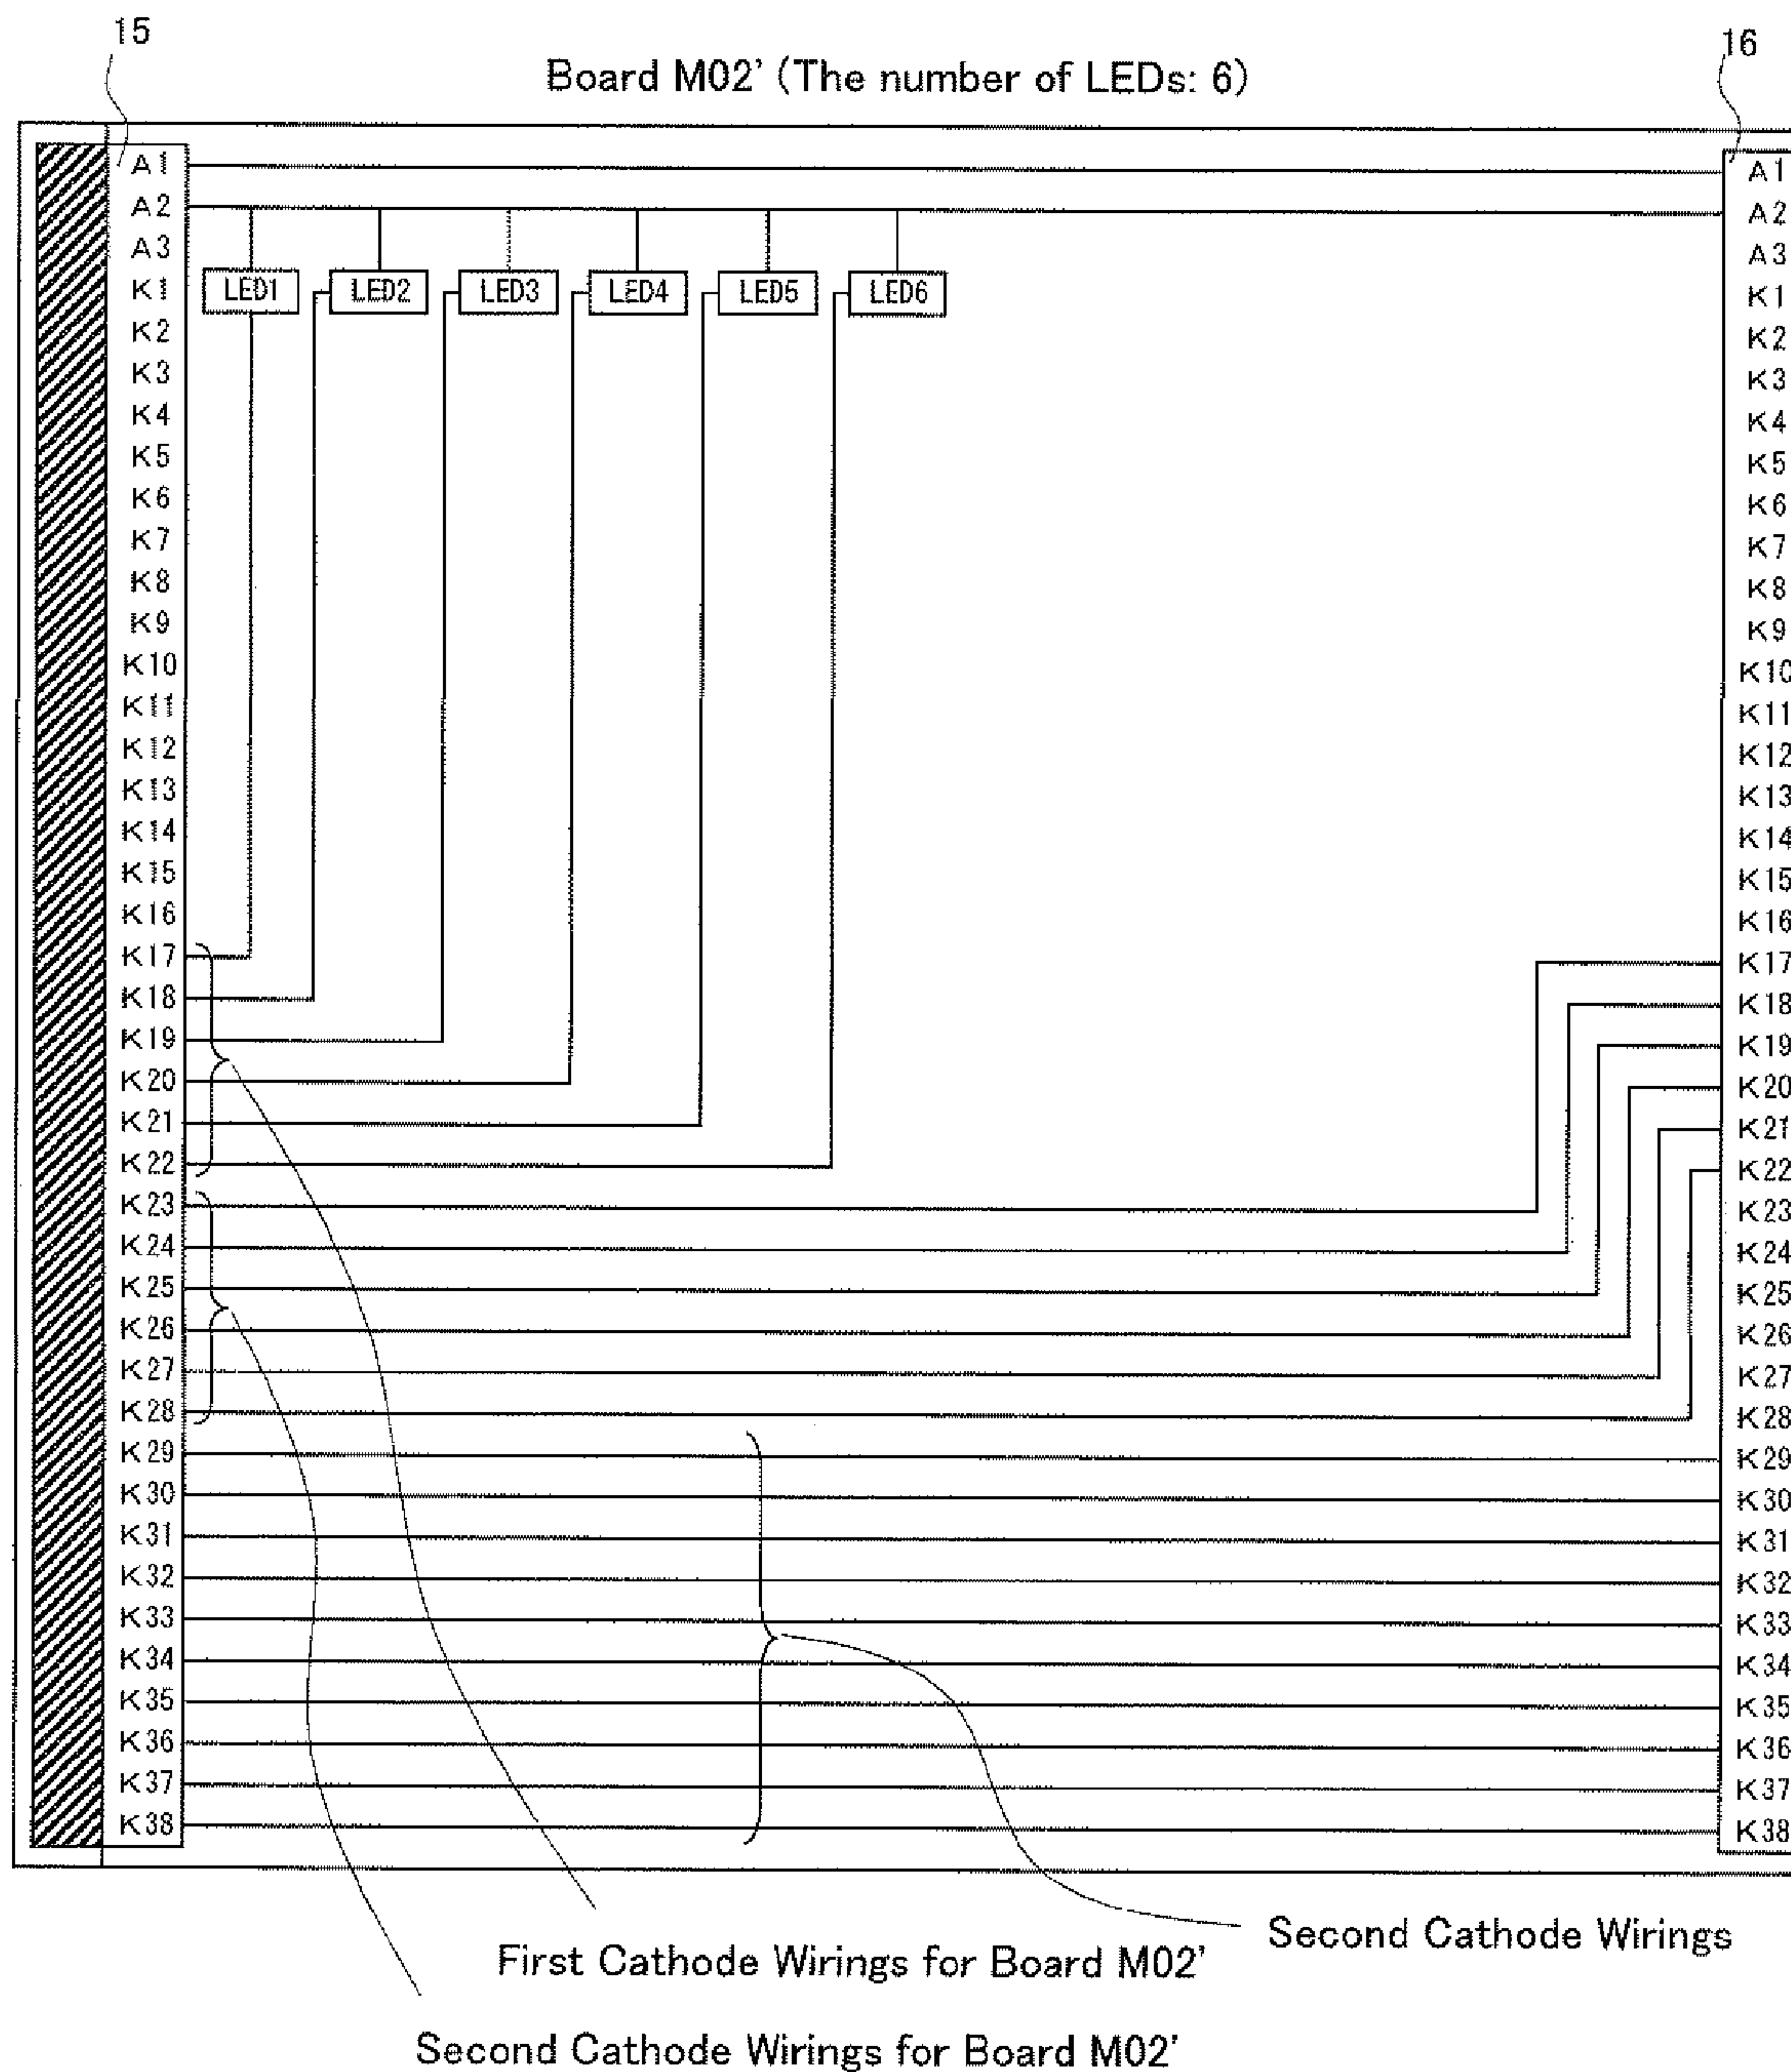 15
16
Board M02' (The number of LEDs: 6)
A1
A2
A3
K1
K2
K3
K4
K5
K6
K7
K8
K9
K10
K11
K12
K13
K14
K15
K16
K17
K18
K19
K20
K21
K22
K23
K24
K25
K26
K27
K28
K29
K30
K31
K32
K33
K34
K35
K36
K37
K38
LED1
LED2
LED3
LED4
LED5
LED6
A1
A2
A3
K1
K2
K3
K4
K5
K6
K7
K8
K9
K10
K11
K12
K13
K14
K15
K16
K17
K18
K19
K20
K21
K22
K23
K24
K25
K26
K27
K28
K29
K30
K31
K32
K33
K34
K35
K36
K37
K38
Second Cathode Wirings
First Cathode Wirings for Board M02'
Second Cathode Wirings for Board M02'